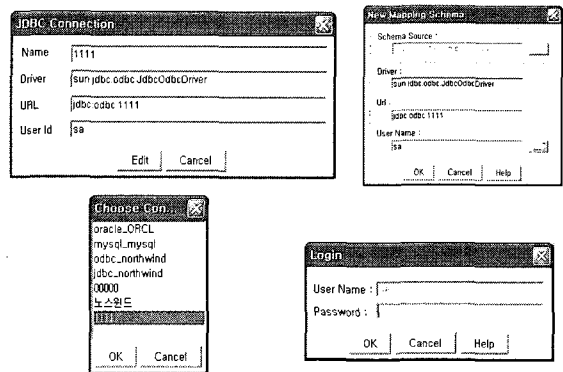 JDBC Connection
Name 1111
Driver sun.jdbc.odbc.JdbcOdbcDriver
URL jdbc:odbc:1111
User Id sa
Edit Cancel
New Mapping Schema
Schema Source :
Driver :
sun.jdbc.odbc.JdbcOdbcDriver
Url :
jdbc:odbc:1111
User Name :
sa
OK Cancel Help
Choose Con...
oracle_ORCL
mysql_mysql
odbc_northwind
jdbc_northwind
00000
노스윈드
OK Cancel
Login
User Name :
Password :
OK Cancel Help